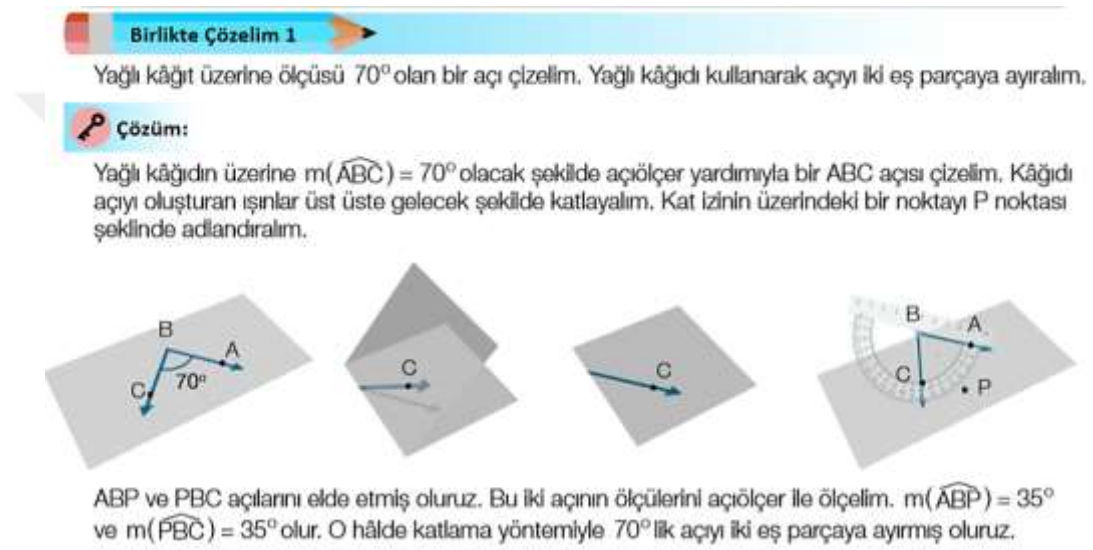 Birlikte Çözelim 1
Yağlı kâğıt üzerine ölçüsü 70° olan bir açı çizelim. Yağlı kâğıdı kullanarak açıyı iki eş parçaya ayıralım.
Çözüm:
Yağlı kâğıdın üzerine m(ABC) = 70° olacak şekilde açıölçer yardımıyla bir ABC açısı çizelim. Kâğıdı
açıyı oluşturan ışınlar üst üste gelecek şekilde katlayalım. Kat izinin üzerindeki bir noktayı P noktası
şeklinde adlandıralım.
B
A
C
70°
C
C
B
A
C
P
ABP ve PBC açılarını elde etmiş oluruz. Bu iki açının ölçülerini açıölçer ile ölçelim. m(ABP) = 35°
ve m(PBC) = 35° olur. O hâlde katlama yöntemiyle 70° lik açıyı iki eş parçaya ayırmış oluruz.